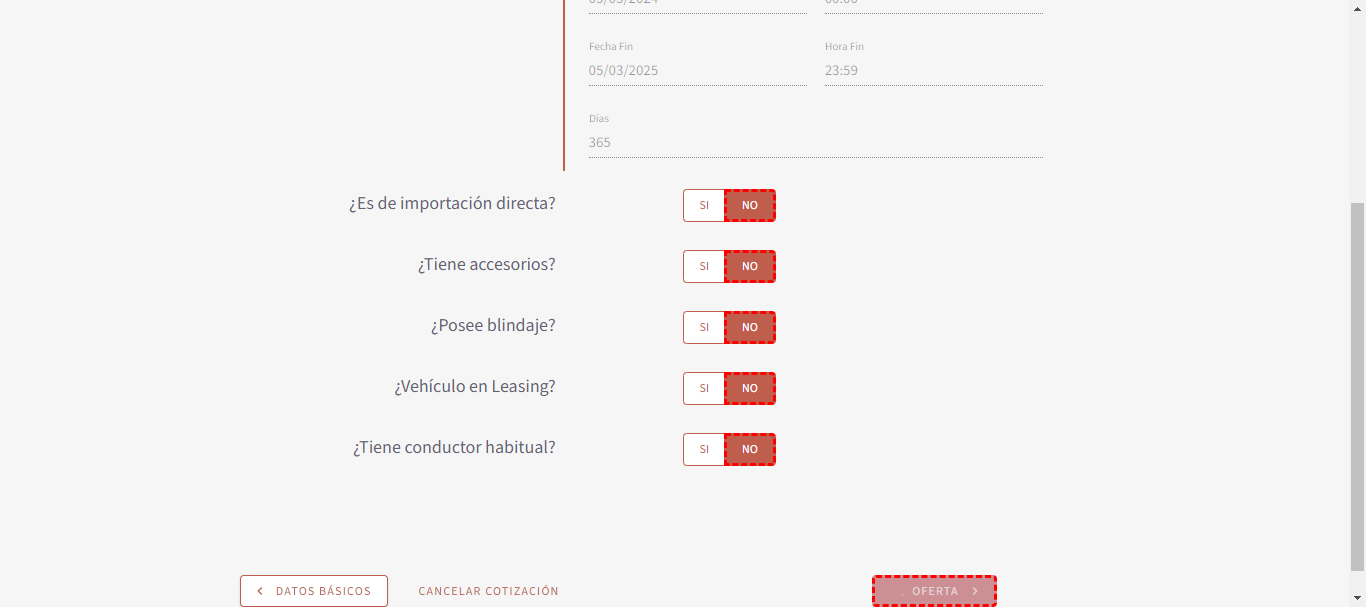 Fecha Fin Hora Fin
05/03/2025 23:59
Días
365
¿Es de importación directa? SI NO
¿Tiene accesorios? SI NO
¿Posee blindaje? SI NO
¿Vehículo en Leasing? SI NO
¿Tiene conductor habitual? SI NO
DATOS BÁSICOS CANCELAR COTIZACIÓN OFERTA